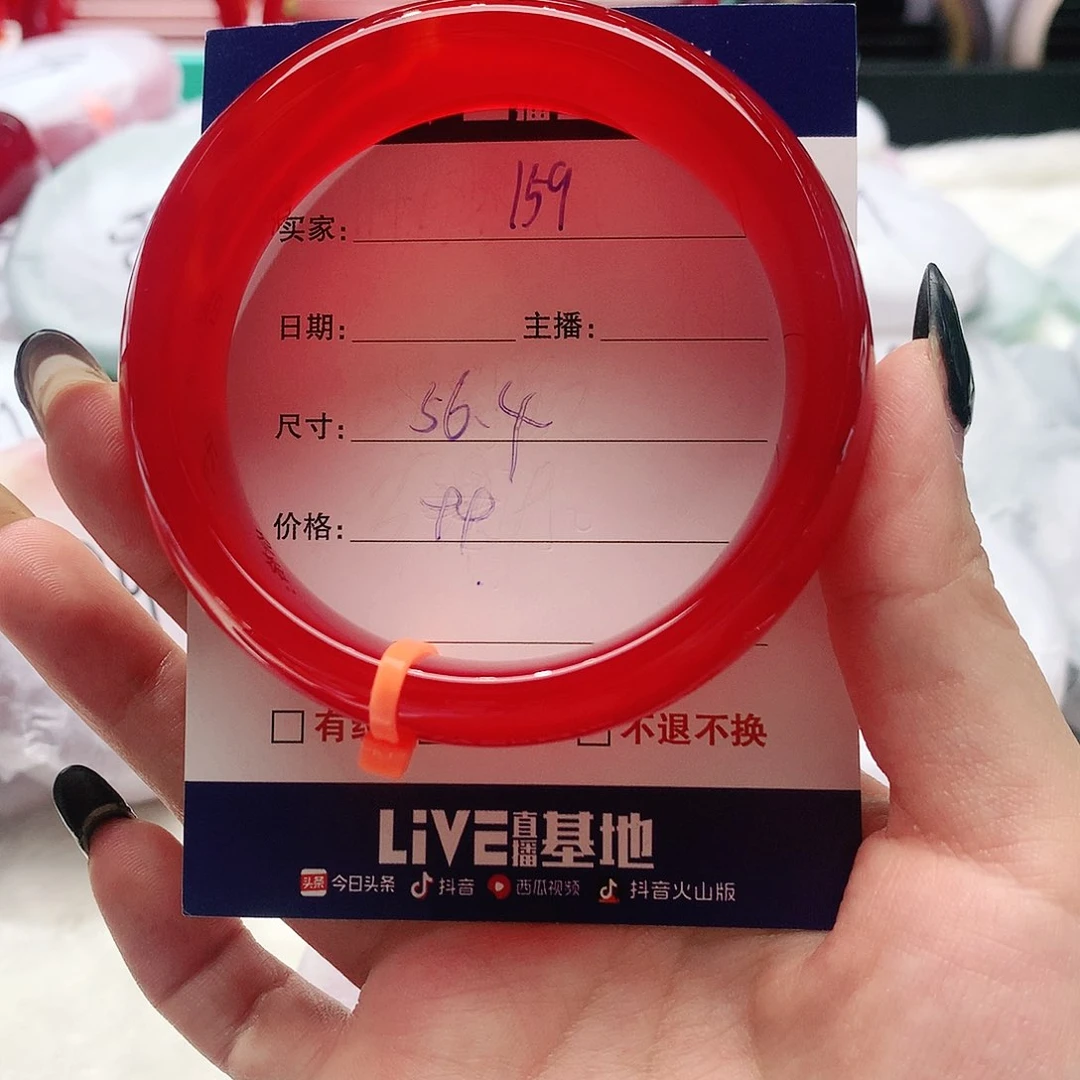 买家: 159
日期: 主播:
尺寸: 56.4
价格:
不退不换
LiVE直播基地
今日头条 抖音 西瓜视频 抖音火山版